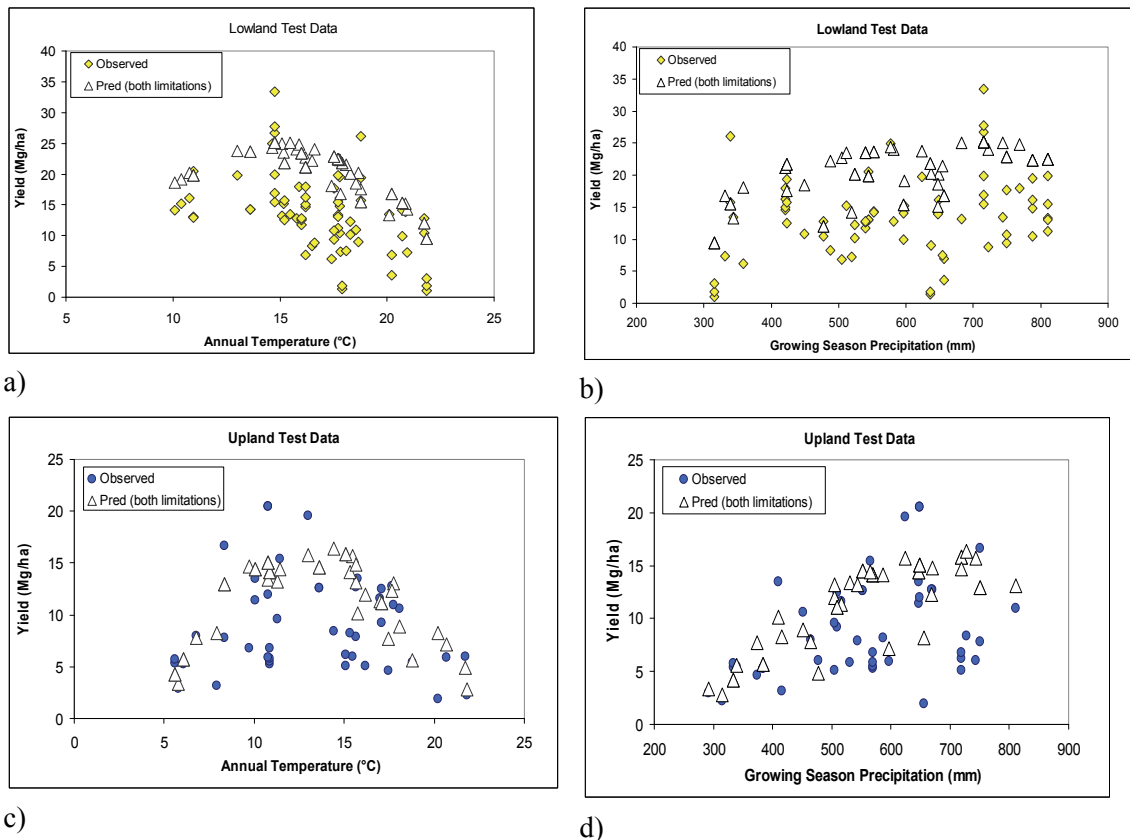 Lowland Test Data
Yield (Mg/ha)
40
35
30
25
20
15
10
5
0
Observed
Pred (both limitations)
5 10 15 20 25
Annual Temperature (°C)
a)
Lowland Test Data
Yield (Mg/ha)
40
35
30
25
20
15
10
5
0
Observed
Pred (both limitations)
200 300 400 500 600 700 800 900
Growing Season Precipitation (mm)
b)
Upland Test Data
Yield (Mg/ha)
25
20
15
10
5
0
Observed
Pred (both limitations)
0 5 10 15 20 25
Annual Temperature (°C)
c)
Upland Test Data
Yield (Mg/ha)
25
20
15
10
5
0
Observed
Pred (both limitations)
200 300 400 500 600 700 800 900
Growing Season Precipitation (mm)
d)